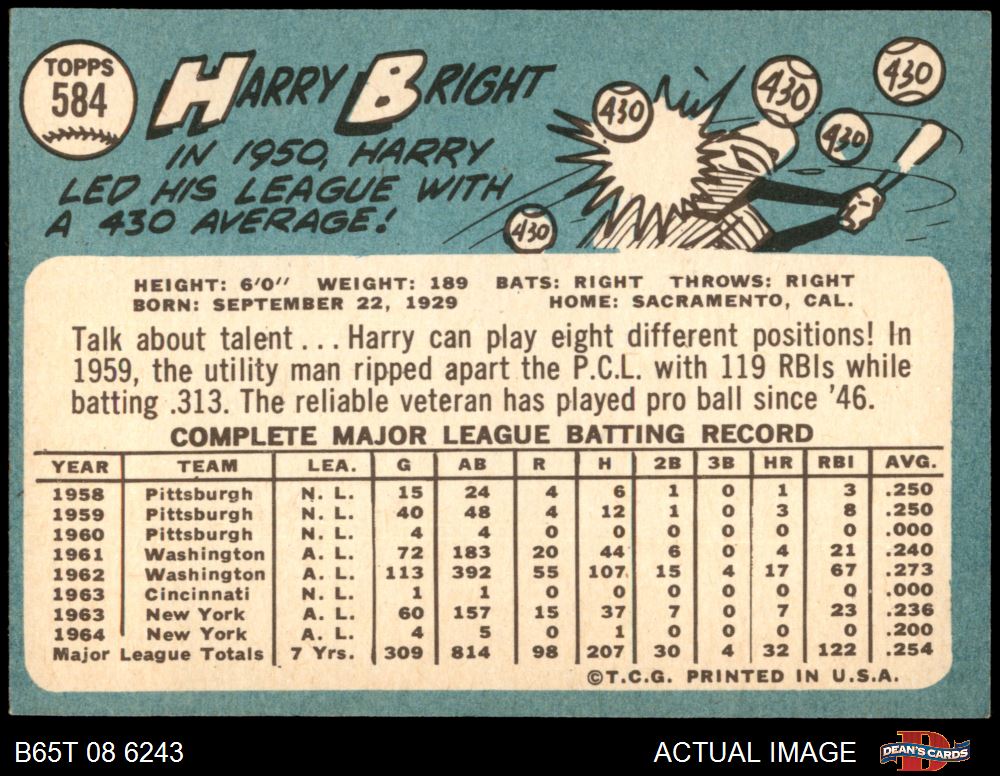 TOPPS
584
HARRY BRIGHT
IN 1950, HARRY
LED HIS LEAGUE WITH
A 430 AVERAGE!
430
430
430
430
430
HEIGHT: 6'0" WEIGHT: 189 BATS: RIGHT THROWS: RIGHT
BORN: SEPTEMBER 22, 1929 HOME: SACRAMENTO, CAL.
Talk about talent... Harry can play eight different positions! In
1959, the utility man ripped apart the P.C.L. with 119 RBIs while
batting .313. The reliable veteran has played pro ball since '46.
COMPLETE MAJOR LEAGUE BATTING RECORD
YEAR TEAM LEA. G AB R H 2B 3B HR RBI AVG.
1958 Pittsburgh N. L. 15 24 4 6 1 0 1 3 .250
1959 Pittsburgh N. L. 40 48 4 12 1 0 3 8 .250
1960 Pittsburgh N. L. 4 4 0 0 0 0 0 0 .000
1961 Washington A. L. 72 183 20 44 6 0 4 21 .240
1962 Washington A. L. 113 392 55 107 15 4 17 67 .273
1963 Cincinnati N. L. 1 1 0 0 0 0 0 0 .000
1963 New York A. L. 60 157 15 37 7 0 7 23 .236
1964 New York A. L. 4 5 0 1 0 0 0 0 .200
Major League Totals 7 Yrs. 309 814 98 207 30 4 32 122 .254
©T.C.G. PRINTED IN U.S.A.
B65T 08 6243 ACTUAL IMAGE DEAN'S CARDS